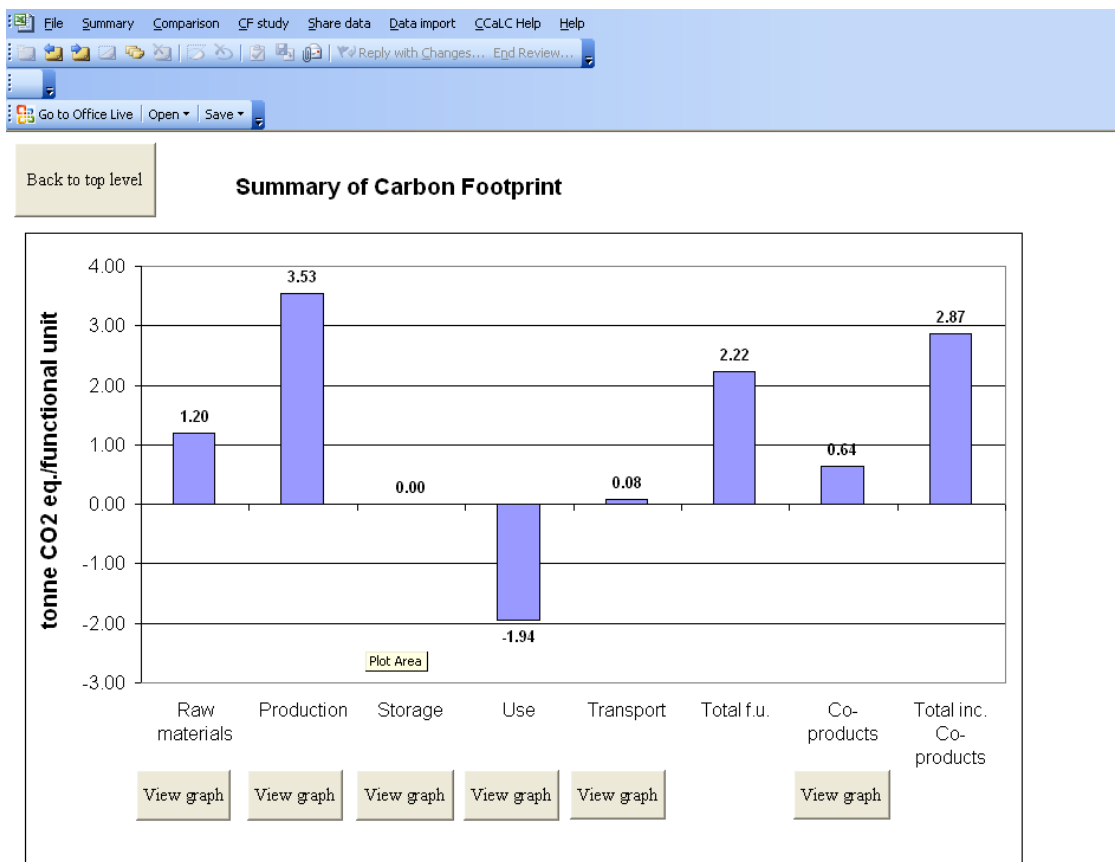 File Summary Comparison CF study Share data Data import CCaLC Help Help
Reply with Changes... End Review...
Go to Office Live Open Save
Back to top level
Summary of Carbon Footprint
tonne CO2 eq./functional unit
4.00
3.00
2.00
1.00
0.00
-1.00
-2.00
-3.00
1.20
3.53
0.00
-1.94
0.08
2.22
0.64
2.87
Plot Area
Raw
materials
Production
Storage
Use
Transport
Total f.u.
Co-
products
Total inc.
Co-
products
View graph
View graph
View graph
View graph
View graph
View graph